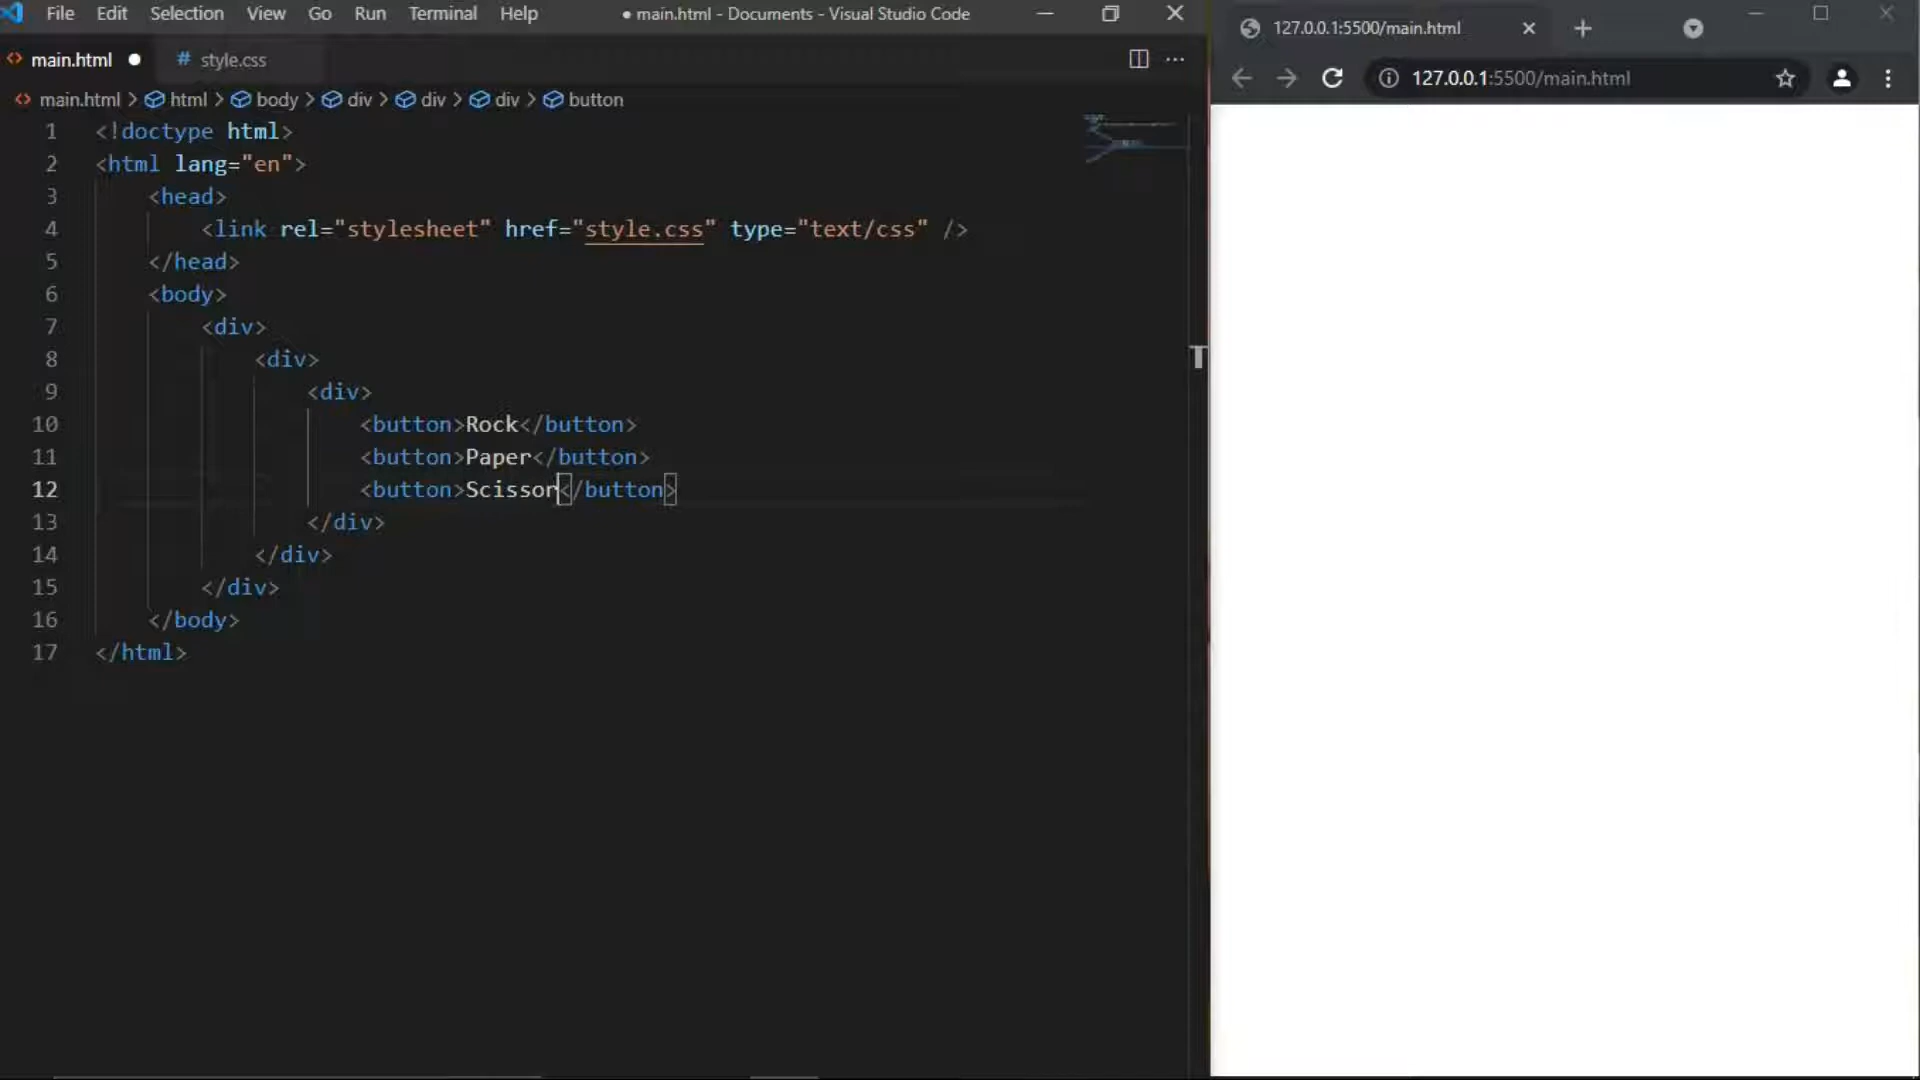 File Edit Selection View Go Run Terminal Help ● main.html - Documents - Visual Studio Code
main.html ● # style.css
<> main.html > html > body > div > div > div > button
1 <!doctype html>
2 <html lang="en">
3 <head>
4 <link rel="stylesheet" href="style.css" type="text/css" />
5 </head>
6 <body>
7 <div>
8 <div>
9 <div>
10 <button>Rock</button>
11 <button>Paper</button>
12 <button>Scissor</button>
13 </div>
14 </div>
15 </div>
16 </body>
17 </html>
127.0.0.1:5500/main.html
127.0.0.1:5500/main.html